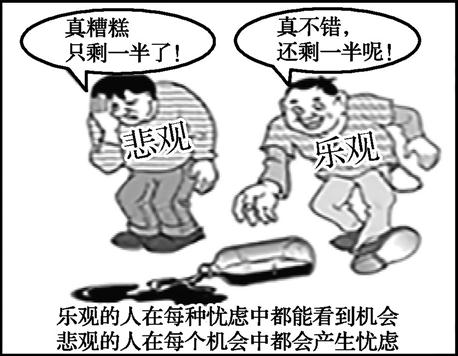 真糟糕
只剩一半了！
真不错，
还剩一半呢！
悲观
乐观
乐观的人在每种忧虑中都能看到机会
悲观的人在每个机会中都会产生忧虑